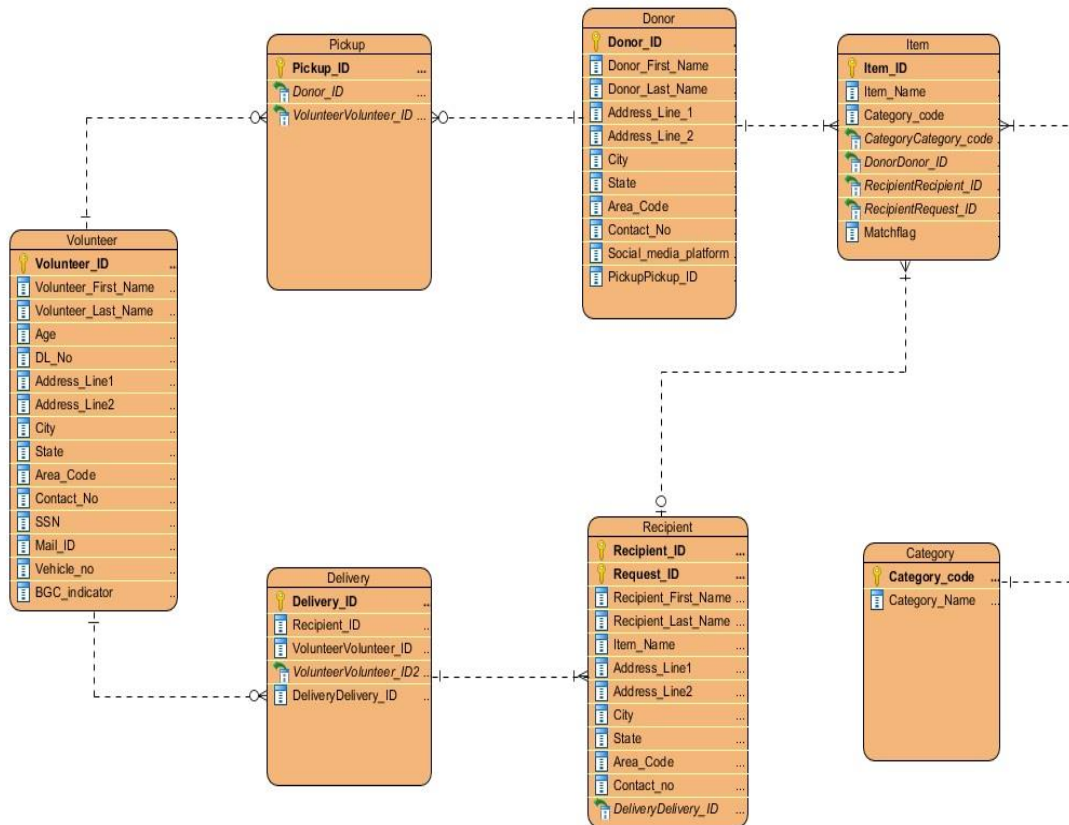 Pickup
Pickup_ID ...
Donor_ID ...
VolunteerVolunteer_ID ...
Donor
Donor_ID
Donor_First_Name
Donor_Last_Name
Address_Line_1
Address_Line_2
City
State
Area_Code
Contact_No
Social_media_platform
PickupPickup_ID
Item
Item_ID
Item_Name
Category_code
CategoryCategory_code
DonorDonor_ID
RecipientRecipient_ID
RecipientRequest_ID
Matchflag
Volunteer
Volunteer_ID ..
Volunteer_First_Name ..
Volunteer_Last_Name ..
Age ..
DL_No ..
Address_Line1 ..
Address_Line2 ..
City ..
State ..
Area_Code ..
Contact_No ..
SSN ..
Mail_ID ..
Vehicle_no ..
BGC_indicator ..
Delivery
Delivery_ID ..
Recipient_ID ..
VolunteerVolunteer_ID ..
VolunteerVolunteer_ID2 ..
DeliveryDelivery_ID ..
Recipient
Recipient_ID ...
Request_ID ...
Recipient_First_Name ...
Recipient_Last_Name ...
Item_Name ...
Address_Line1 ...
Address_Line2 ...
City ...
State ...
Area_Code ...
Contact_no ...
DeliveryDelivery_ID ...
Category
Category_code ...
Category_Name ...